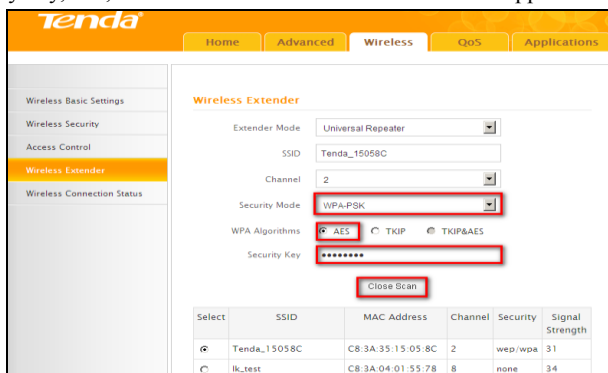 Tenda
Home Advanced Wireless QoS Applications
Wireless Basic Settings
Wireless Security
Access Control
Wireless Extender
Wireless Connection Status
Wireless Extender
Extender Mode Universal Repeater
SSID Tenda_15058C
Channel 2
Security Mode WPA-PSK
WPA Algorithms AES TKIP TKIP&AES
Security Key ••••••••
Close Scan
Select SSID MAC Address Channel Security Signal Strength
Tenda_15058C C8:3A:35:15:05:8C 2 wep/wpa 31
lk_test C8:3A:04:01:55:78 8 none 34